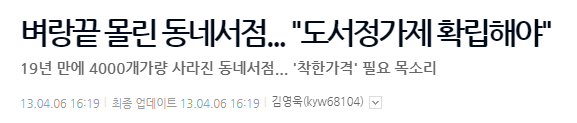 벼랑끝 몰린 동네서점... "도서정가제 확립해야"
19년 만에 4000개가량 사라진 동네서점... '착한가격' 필요 목소리
13.04.06 16:19 | 최종 업데이트 13.04.06 16:19 | 김영욱(kyw68104)